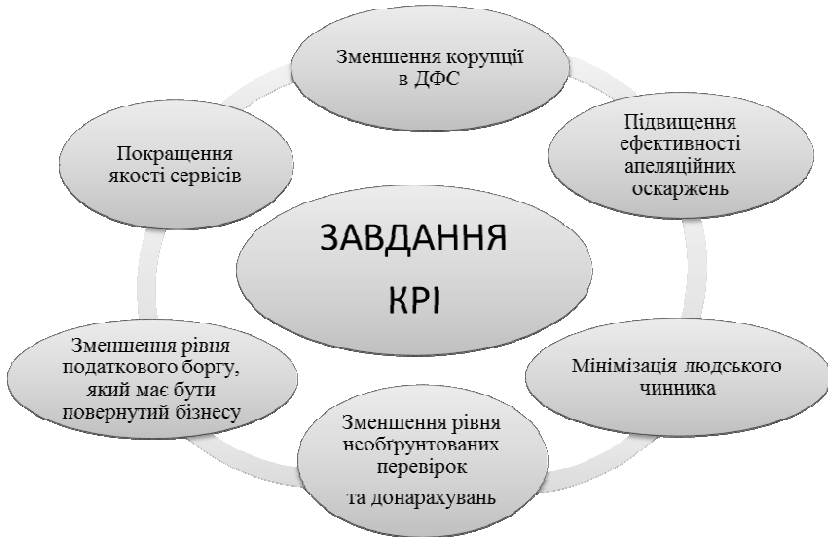 Зменшення корупції
в ДФС
Підвищення
ефективності
апеляційних
оскаржень
Мінімізація людського
чинника
Зменшення рівня
необґрунтованих
перевірок
та донарахувань
Зменшення рівня
податкового боргу,
який має бути
повернутий бізнесу
Покращення
якості сервісів
ЗАВДАННЯ
КРІ